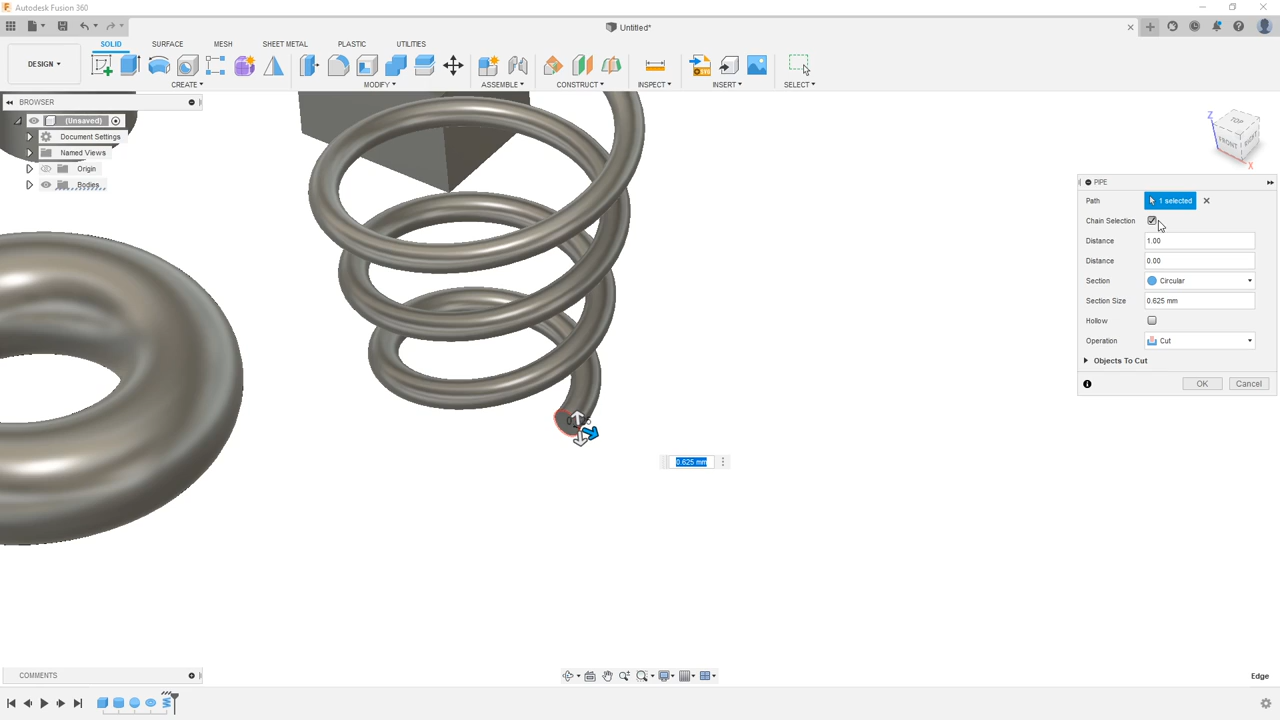 Autodesk Fusion 360
Untitled*
DESIGN
SOLID
SURFACE
MESH
SHEET METAL
PLASTIC
UTILITIES
CREATE
MODIFY
ASSEMBLE
CONSTRUCT
INSPECT
INSERT
SELECT
BROWSER
(Unsaved)
Document Settings
Named Views
Origin
Bodies
Z
TOP
FRONT
RIGHT
X
PIPE
Path
1 selected
Chain Selection
Distance
1.00
Distance
0.00
Section
Circular
Section Size
0.625 mm
Hollow
Operation
Cut
Objects To Cut
OK
Cancel
0.625 mm
COMMENTS
Edge